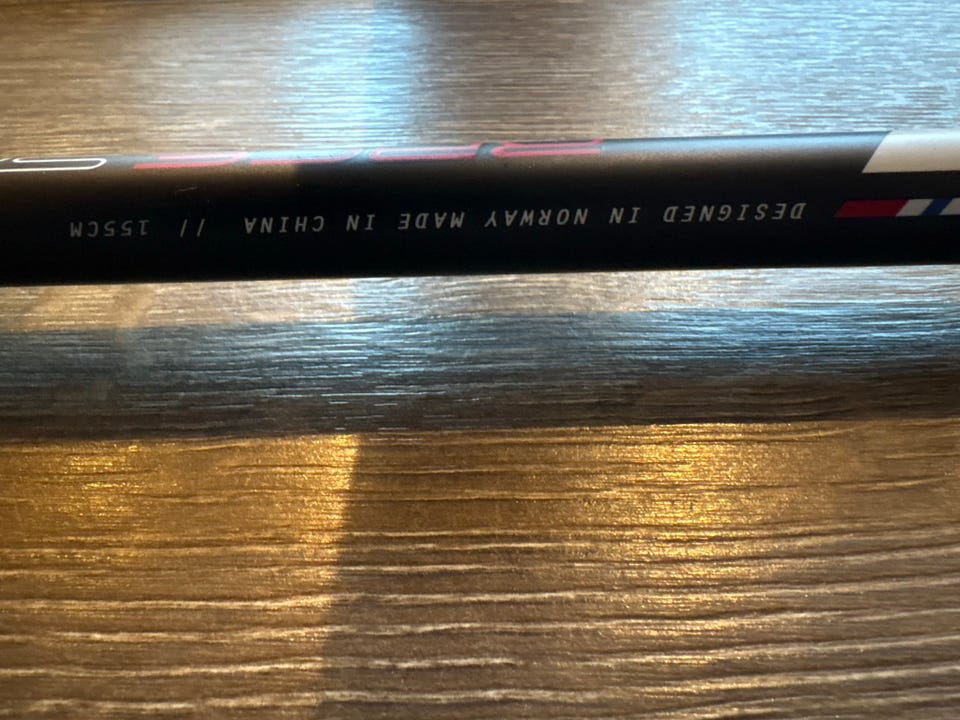 DESIGNED IN NORWAY MADE IN CHINA // 155CM